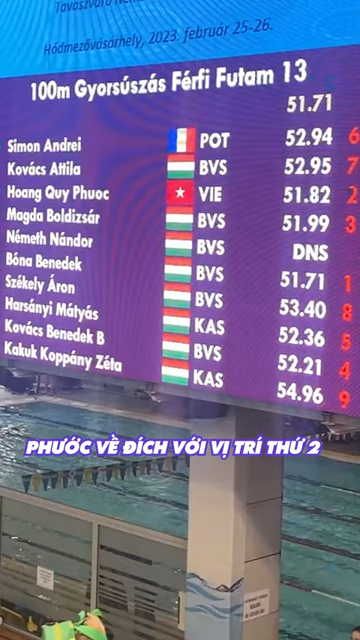 Tavaszváró Nem
Hódmezővásárhely, 2023. február 25-26.
100m Gyorsúszás Férfi Futam 13
51.71
Simon Andrei POT 52.94 6
Kovács Attila BVS 52.95 7
Hoang Quy Phuoc VIE 51.82 2
Magda Boldizsár BVS 51.99 3
Németh Nándor BVS DNS
Bóna Benedek BVS 51.71 1
Székely Áron BVS 53.40 8
Harsányi Mátyás KAS 52.36 5
Kovács Benedek B BVS 52.21 4
Kakuk Koppány Zéta KAS 54.96 9
PHƯỚC VỀ ĐÍCH VỚI VỊ TRÍ THỨ 2